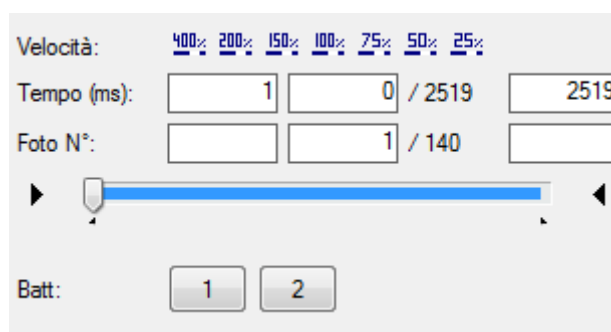 Velocità: 400% 200% 150% 100% 75% 50% 25%
Tempo (ms): 1 0 / 2519 2519
Foto N°: 1 / 140
Batt: 1 2